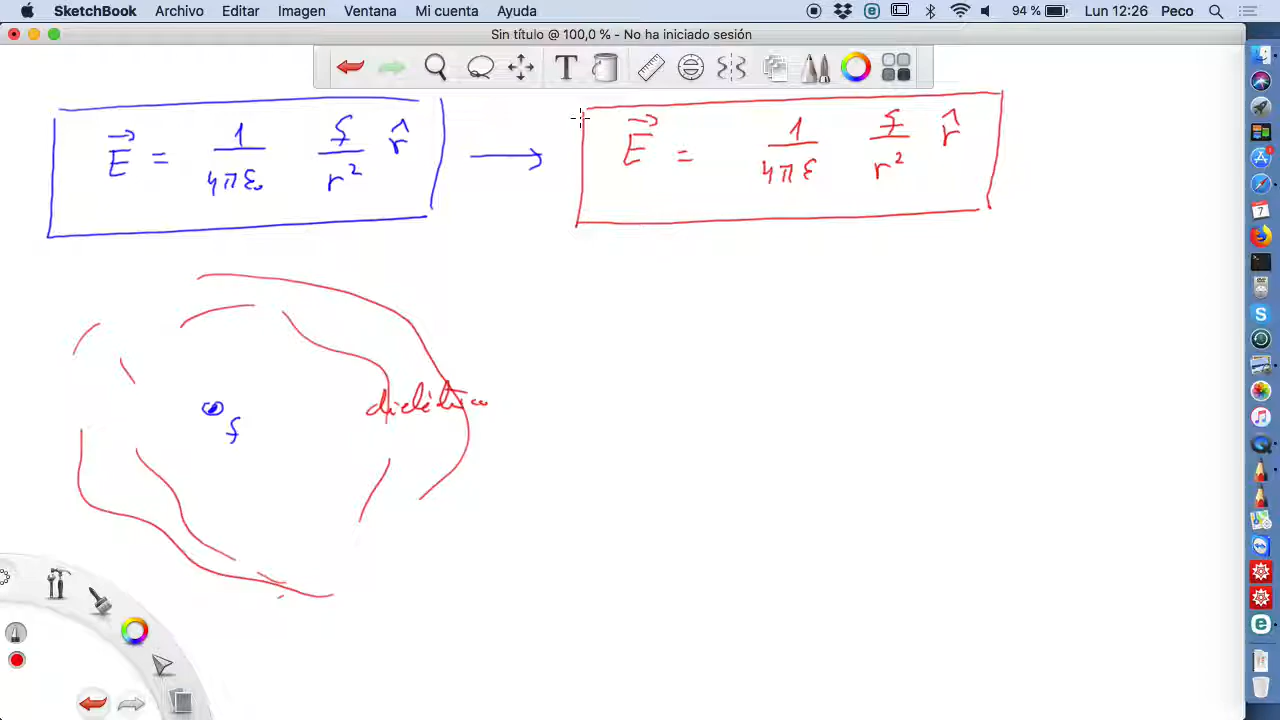 SketchBook Archivo Editar Imagen Ventana Mi cuenta Ayuda 94 % Lun 12:26 Peco
Sin título @ 100,0 % - No ha iniciado sesión
T
E⃗ = 1/4πε₀ q/r² r̂ → E⃗ = 1/4πε q/r² r̂
dieléctrico
q
7